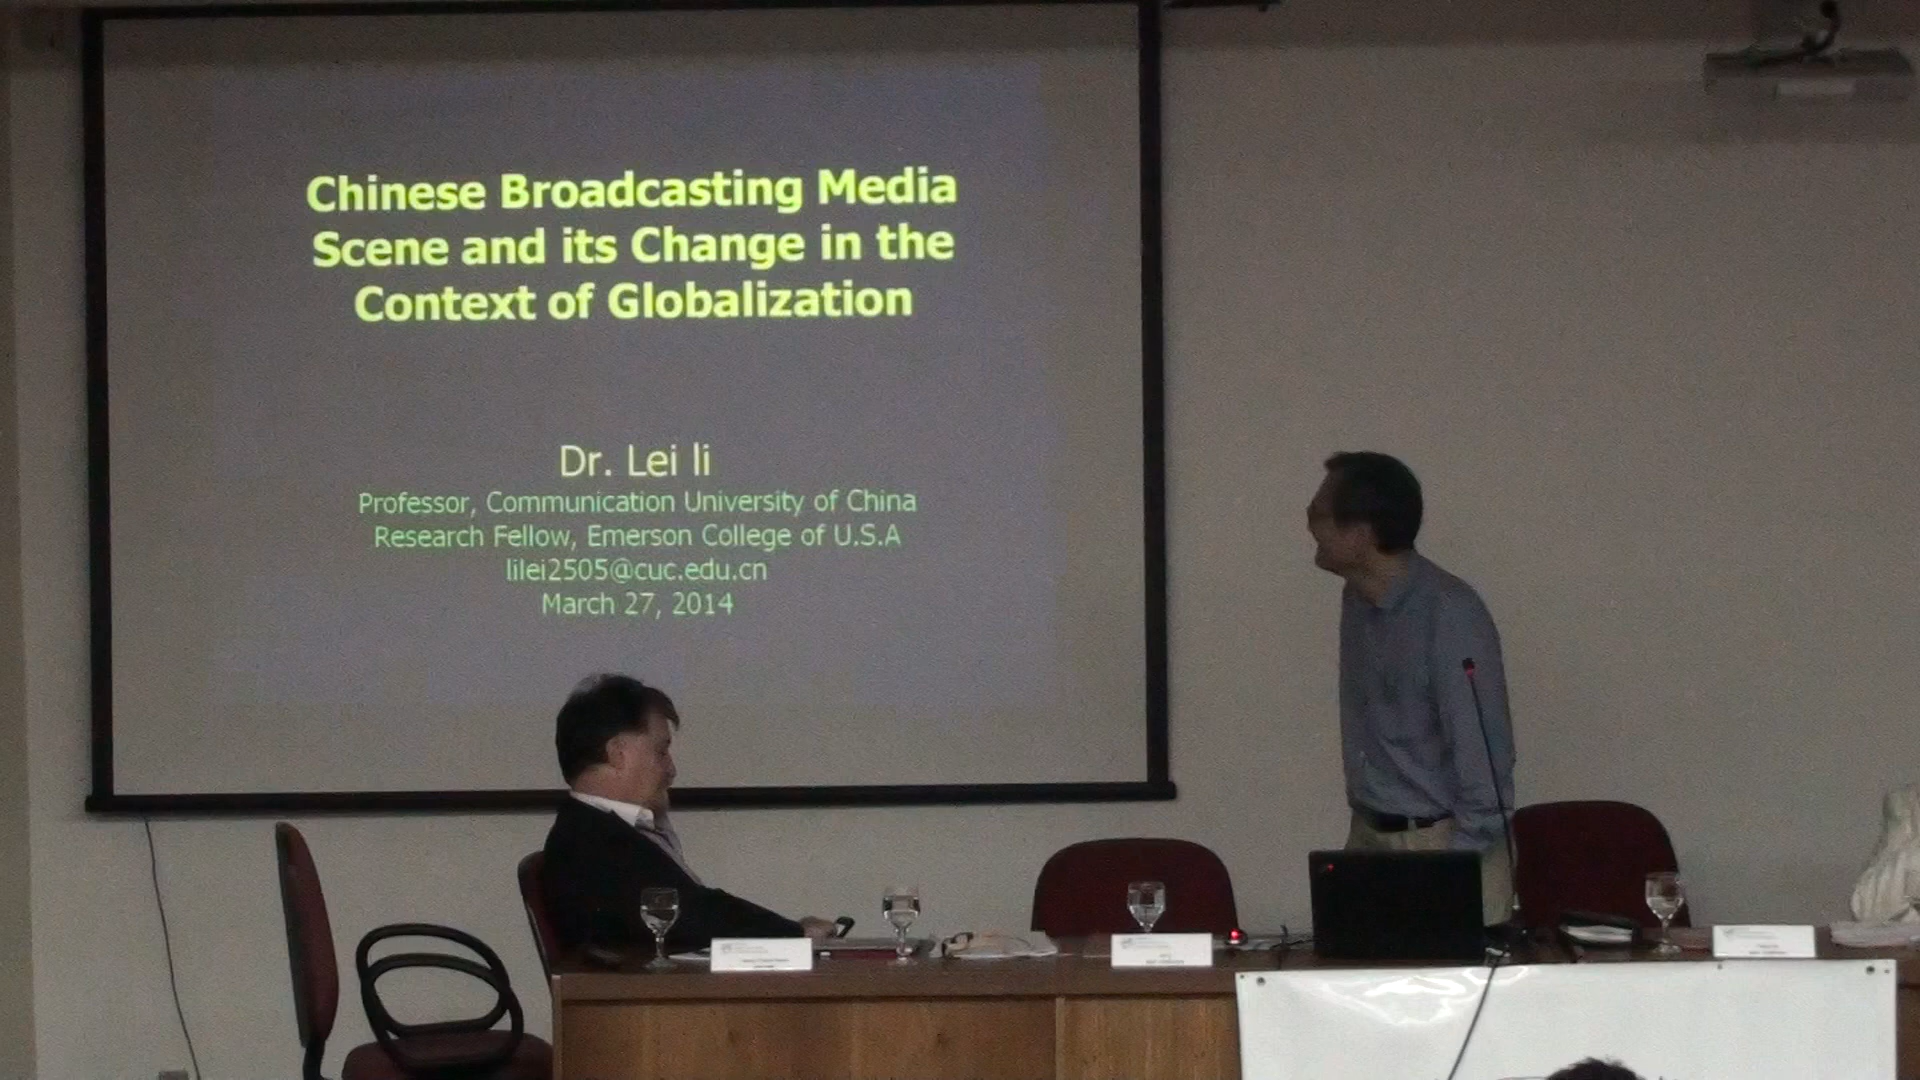 Chinese Broadcasting Media
Scene and its Change in the
Context of Globalization
Dr. Lei li
Professor, Communication University of China
Research Fellow, Emerson College of U.S.A
lilei2505@cuc.edu.cn
March 27, 2014